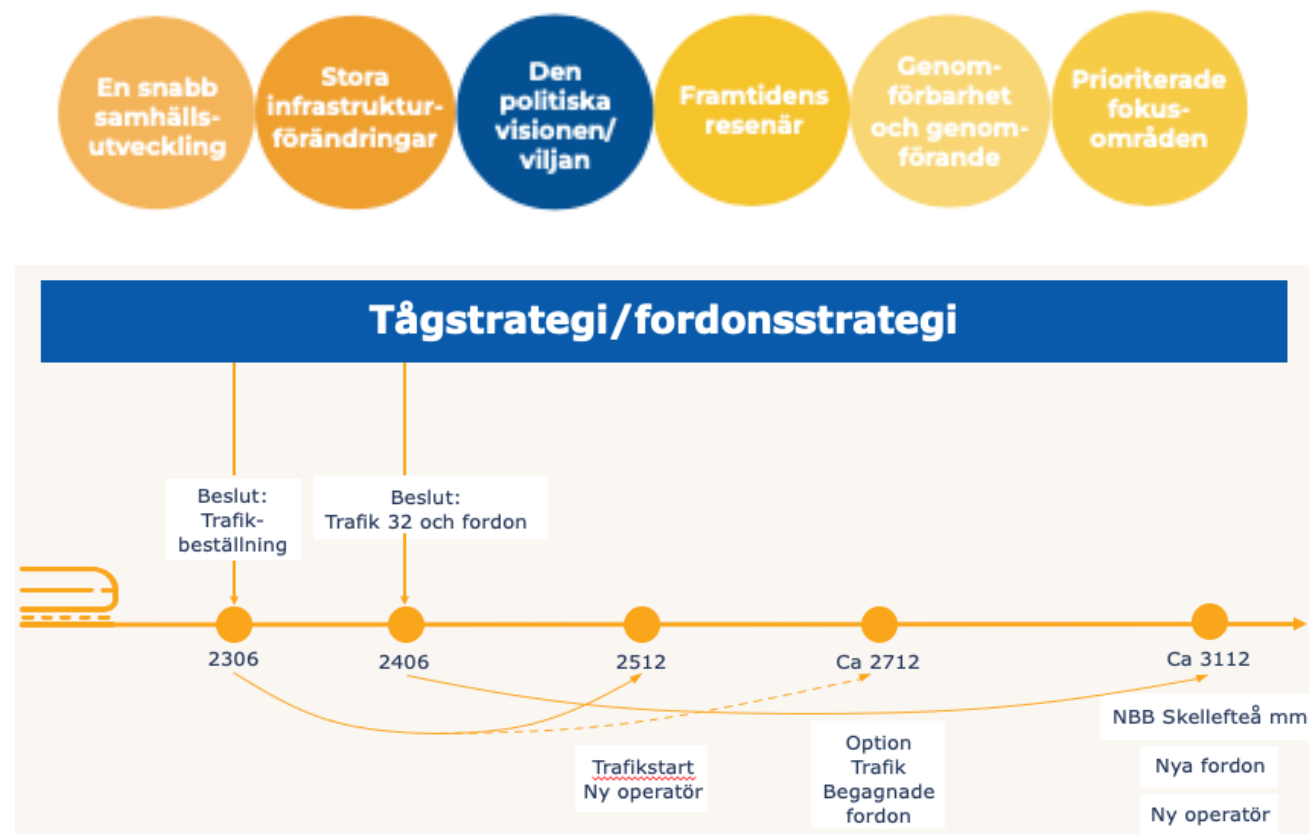 En snabb
samhälls-
utveckling
Stora
infrastruktur-
förändringar
Den
politiska
visionen/
viljan
Framtidens
resenär
Genom-
förbarhet
och genom-
förande
Prioriterade
fokus-
områden
Tågstrategi/fordonsstrategi
Beslut:
Trafik-
beställning
Beslut:
Trafik 32 och fordon
2306
2406
2512
Ca 2712
Ca 3112
Trafikstart
Ny operatör
Option
Trafik
Begagnade
fordon
NBB Skellefteå mm
Nya fordon
Ny operatör